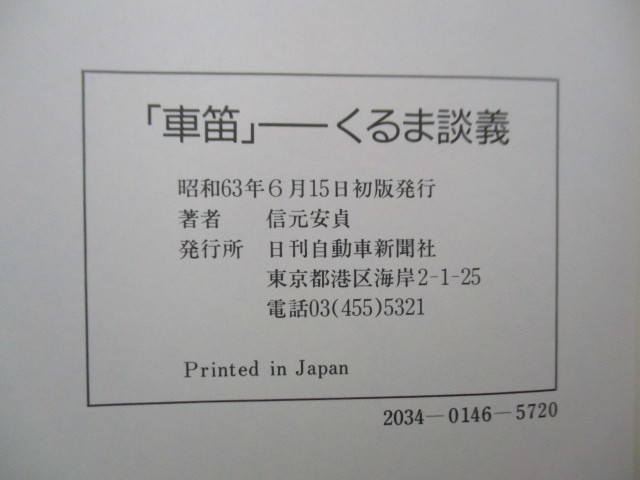 「車笛」──くるま談義
昭和63年6月15日初版発行
著者　信元安貞
発行所　日刊自動車新聞社
東京都港区海岸2-1-25
電話03(455)5321
Printed in Japan
2034―0146―5720